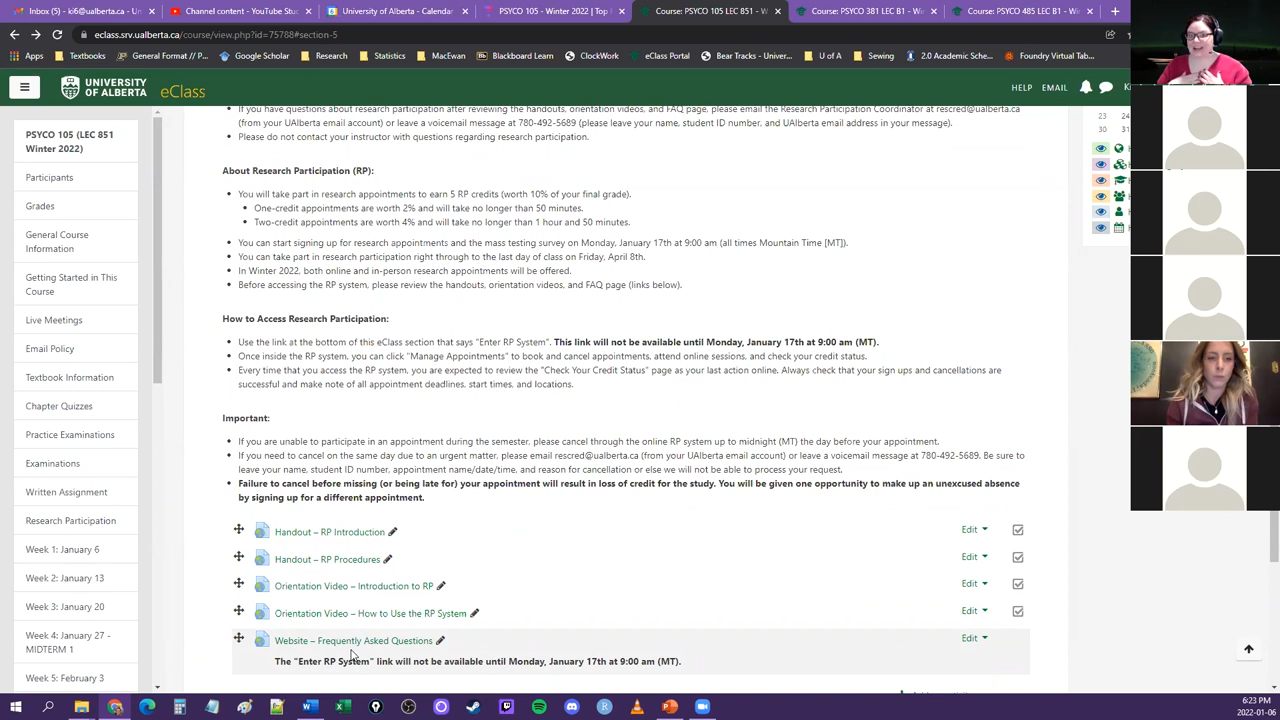 Inbox (5) - ki6@ualberta.ca - Un
Channel content - YouTube Stu
University of Alberta - Calendar
PSYCO 105 - Winter 2022 | Top
Course: PSYCO 105 LEC 851 - W
Course: PSYCO 381 LEC B1 - Wi
Course: PSYCO 485 LEC B1 - Wi
eclass.srv.ualberta.ca/course/view.php?id=75768#section-5
Textbooks
General Format // P...
Google Scholar
Research
Statistics
MacEwan
Blackboard Learn
ClockWork
eClass Portal
Bear Tracks - Univer...
U of A
Sewing
2.0 Academic Sche...
Foundry Virtual Tab...
UNIVERSITY OF ALBERTA
eClass
HELP
EMAIL
PSYCO 105 (LEC 851 Winter 2022)
Participants
Grades
General Course Information
Getting Started in This Course
Live Meetings
Email Policy
Textbook Information
Chapter Quizzes
Practice Examinations
Examinations
Written Assignment
Research Participation
Week 1: January 6
Week 2: January 13
Week 3: January 20
Week 4: January 27 - MIDTERM 1
Week 5: February 3
If you have questions about research participation after reviewing the handouts, orientation videos, and FAQ page, please email the Research Participation Coordinator at rescred@ualberta.ca
(from your UAlberta email account) or leave a voicemail message at 780-492-5689 (please leave your name, student ID number, and UAlberta email address in your message).
Please do not contact your instructor with questions regarding research participation.
About Research Participation (RP):
You will take part in research appointments to earn 5 RP credits (worth 10% of your final grade).
One-credit appointments are worth 2% and will take no longer than 50 minutes.
Two-credit appointments are worth 4% and will take no longer than 1 hour and 50 minutes.
You can start signing up for research appointments and the mass testing survey on Monday, January 17th at 9:00 am (all times Mountain Time [MT]).
You can take part in research participation right through to the last day of class on Friday, April 8th.
In Winter 2022, both online and in-person research appointments will be offered.
Before accessing the RP system, please review the handouts, orientation videos, and FAQ page (links below).
How to Access Research Participation:
Use the link at the bottom of this eClass section that says "Enter RP System". This link will not be available until Monday, January 17th at 9:00 am (MT).
Once inside the RP system, you can click "Manage Appointments" to book and cancel appointments, attend online sessions, and check your credit status.
Every time that you access the RP system, you are expected to review the "Check Your Credit Status" page as your last action online. Always check that your sign ups and cancellations are
successful and make note of all appointment deadlines, start times, and locations.
Important:
If you are unable to participate in an appointment during the semester, please cancel through the online RP system up to midnight (MT) the day before your appointment.
If you need to cancel on the same day due to an urgent matter, please email rescred@ualberta.ca (from your UAlberta email account) or leave a voicemail message at 780-492-5689. Be sure to
leave your name, student ID number, appointment name/date/time, and reason for cancellation or else we will not be able to process your request.
Failure to cancel before missing (or being late for) your appointment will result in loss of credit for the study. You will be given one opportunity to make up an unexcused absence
by signing up for a different appointment.
Handout – RP Introduction
Edit
Handout – RP Procedures
Edit
Orientation Video – Introduction to RP
Edit
Orientation Video – How to Use the RP System
Edit
Website – Frequently Asked Questions
Edit
The "Enter RP System" link will not be available until Monday, January 17th at 9:00 am (MT).
23
30
6:23 PM
2022-01-06